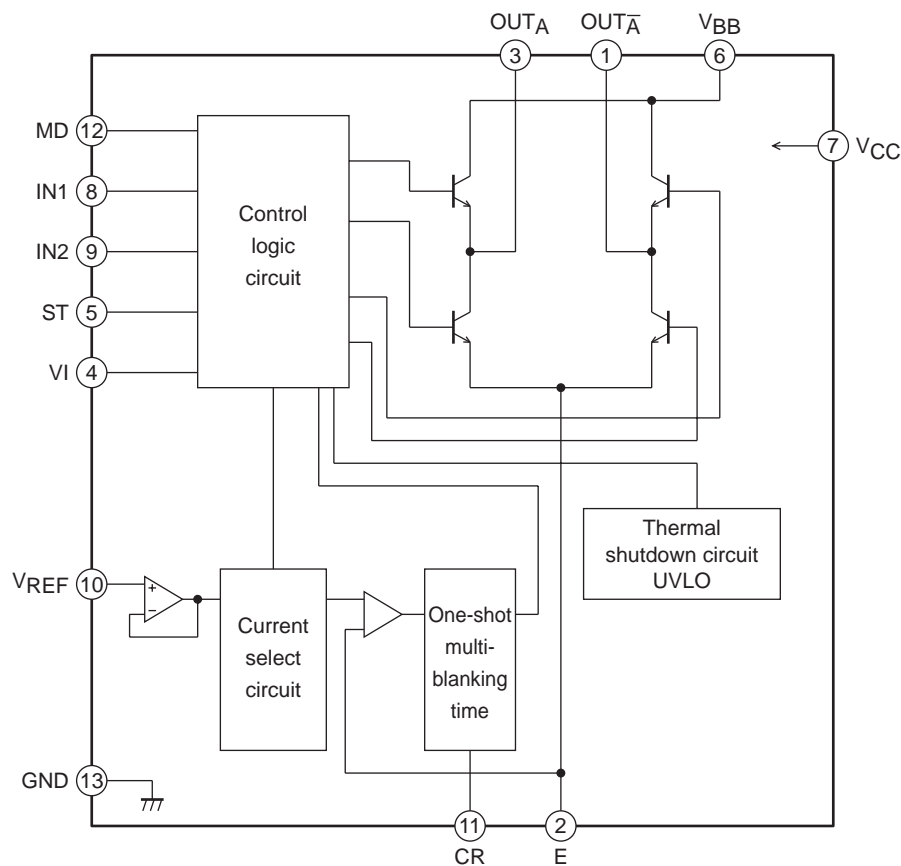 OUTA OUTA̅ VBB
3 1 6
MD 12
7 VCC
IN1 8
IN2 9
ST 5
VI 4
Control
logic
circuit
Thermal
shutdown circuit
UVLO
VREF 10
+
−
Current
select
circuit
One-shot
multi-
blanking
time
GND 13
11 2
CR E